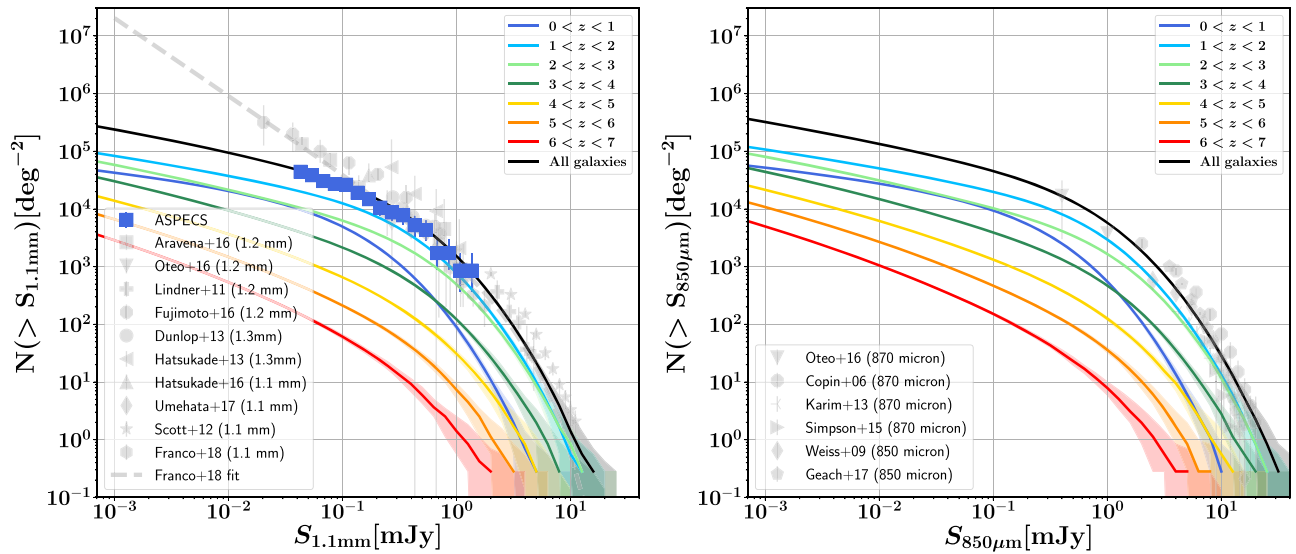 N(> S1.1mm)[deg−2]
10^7
10^6
10^5
10^4
10^3
10^2
10^1
10^0
10^−1
0 < z < 1
1 < z < 2
2 < z < 3
3 < z < 4
4 < z < 5
5 < z < 6
6 < z < 7
All galaxies
ASPECS
Aravena+16 (1.2 mm)
Oteo+16 (1.2 mm)
Lindner+11 (1.2 mm)
Fujimoto+16 (1.2 mm)
Dunlop+13 (1.3mm)
Hatsukade+13 (1.3mm)
Hatsukade+16 (1.1 mm)
Umehata+17 (1.1 mm)
Scott+12 (1.1 mm)
Franco+18 (1.1 mm)
Franco+18 fit
10^−3 10^−2 10^−1 10^0 10^1
S1.1mm[mJy]
N(> S850μm)[deg−2]
10^7
10^6
10^5
10^4
10^3
10^2
10^1
10^0
10^−1
0 < z < 1
1 < z < 2
2 < z < 3
3 < z < 4
4 < z < 5
5 < z < 6
6 < z < 7
All galaxies
Oteo+16 (870 micron)
Copin+06 (870 micron)
Karim+13 (870 micron)
Simpson+15 (870 micron)
Weiss+09 (850 micron)
Geach+17 (850 micron)
10^−3 10^−2 10^−1 10^0 10^1
S850μm[mJy]